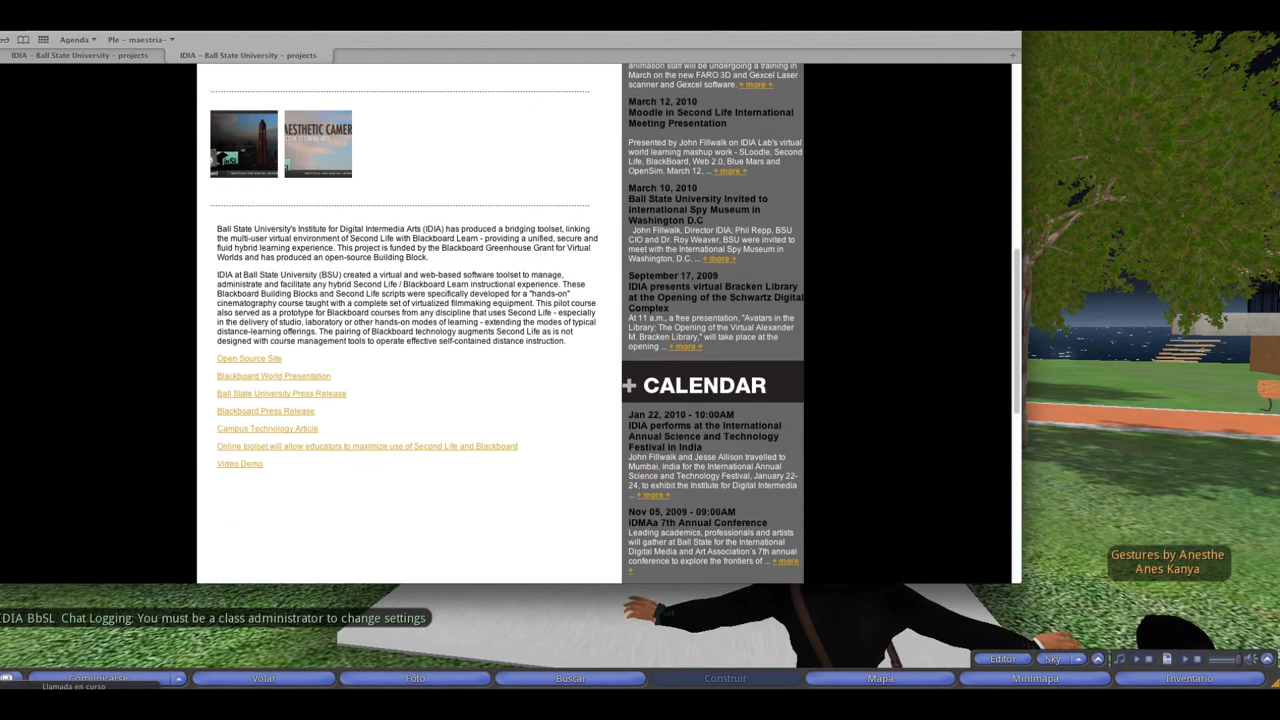 Agenda
Ple – maestria–
IDIA – Ball State University – projects
IDIA – Ball State University – projects
AESTHETIC CAMER
Ball State University's Institute for Digital Intermedia Arts (IDIA) has produced a bridging toolset, linking
the multi-user virtual environment of Second Life with Blackboard Learn - providing a unified, secure and
fluid hybrid learning experience. This project is funded by the Blackboard Greenhouse Grant for Virtual
Worlds and has produced an open-source Building Block.
IDIA at Ball State University (BSU) created a virtual and web-based software toolset to manage,
administrate and facilitate any hybrid Second Life / Blackboard Learn instructional experience. These
Blackboard Building Blocks and Second Life scripts were specifically developed for a "hands-on"
cinematography course taught with a complete set of virtualized filmmaking equipment. This pilot course
also served as a prototype for Blackboard courses from any discipline that uses Second Life - especially
in the delivery of studio, laboratory or other hands-on modes of learning - extending the modes of typical
distance-learning offerings. The pairing of Blackboard technology augments Second Life as is not
designed with course management tools to operate effective self-contained distance instruction.
Open Source Site
Blackboard World Presentation
Ball State University Press Release
Blackboard Press Release
Campus Technology Article
Online toolset will allow educators to maximize use of Second Life and Blackboard
Video Demo
animation staff will be undergoing a training in
March on the new FARO 3D and Gexcel Laser
scanner and Gexcel software. + more +
March 12, 2010
Moodle in Second Life International
Meeting Presentation
Presented by John Fillwalk on IDIA Lab's virtual
world learning mashup work - SLoodle, Second
Life, BlackBoard, Web 2.0, Blue Mars and
OpenSim. March 12, ... + more +
March 10, 2010
Ball State University Invited to
International Spy Museum in
Washington D.C
John Fillwalk, Director IDIA; Phil Repp, BSU
CIO and Dr. Roy Weaver, BSU were invited to
meet with the International Spy Museum in
Washington, D.C. ... + more +
September 17, 2009
IDIA presents virtual Bracken Library
at the Opening of the Schwartz Digital
Complex
At 11 a.m., a free presentation, "Avatars in the
Library: The Opening of the Virtual Alexander
M. Bracken Library," will take place at the
opening ... + more +
+ CALENDAR
Jan 22, 2010 - 10:00AM
IDIA performs at the International
Annual Science and Technology
Festival in India
John Fillwalk and Jesse Allison travelled to
Mumbai, India for the International Annual
Science and Technology Festival, January 22-
24, to exhibit the Institute for Digital Intermedia
... + more +
Nov 05, 2009 - 09:00AM
iDMAa 7th Annual Conference
Leading academics, professionals and artists
will gather at Ball State for the International
Digital Media and Art Association's 7th annual
conference to explore the frontiers of ... + more
+
Gestures by Anesthe
Anes Kanya
IDIA BbSL Chat Logging: You must be a class administrator to change settings
Editor
Sky
Comunicarse
Volar
Foto
Buscar
Construir
Mapa
Minimapa
Inventario
Llamada en curso